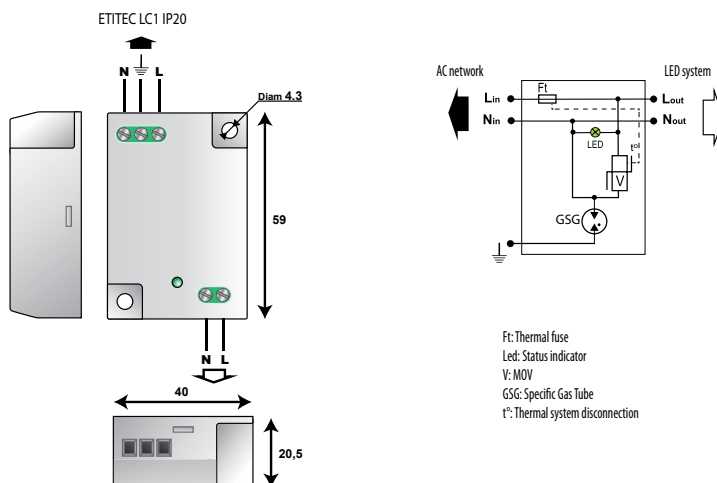 ETITEC LC1 IP20
N L
Diam 4.3
59
N L
40
20,5
AC network
LED system
Ft
Lin
Lout
Nin
Nout
LED
t°
V
GSG
Ft: Thermal fuse
Led: Status indicator
V: MOV
GSG: Specific Gas Tube
t°: Thermal system disconnection